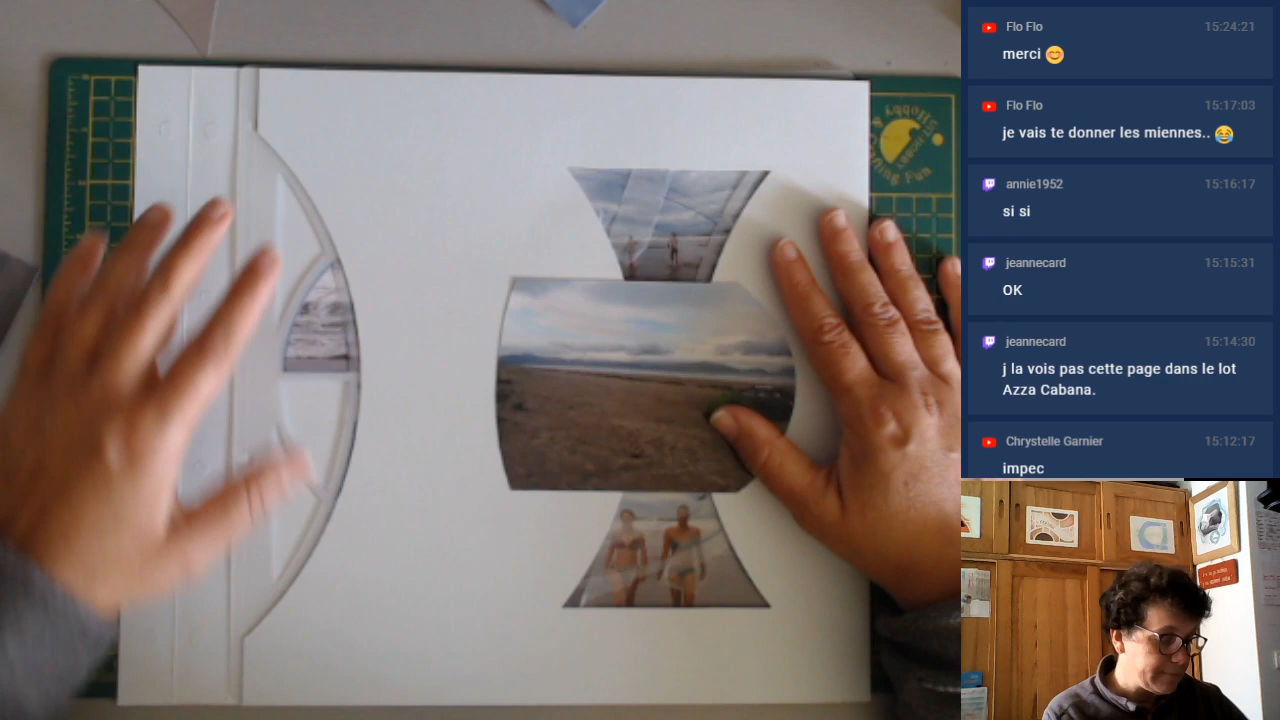 Flo Flo 15:24:21
merci 😊
Flo Flo 15:17:03
je vais te donner les miennes.. 😂
annie1952 15:16:17
si si
jeannecard 15:15:31
OK
jeannecard 15:14:30
j la vois pas cette page dans le lot
Azza Cabana.
Chrystelle Garnier 15:12:17
impec